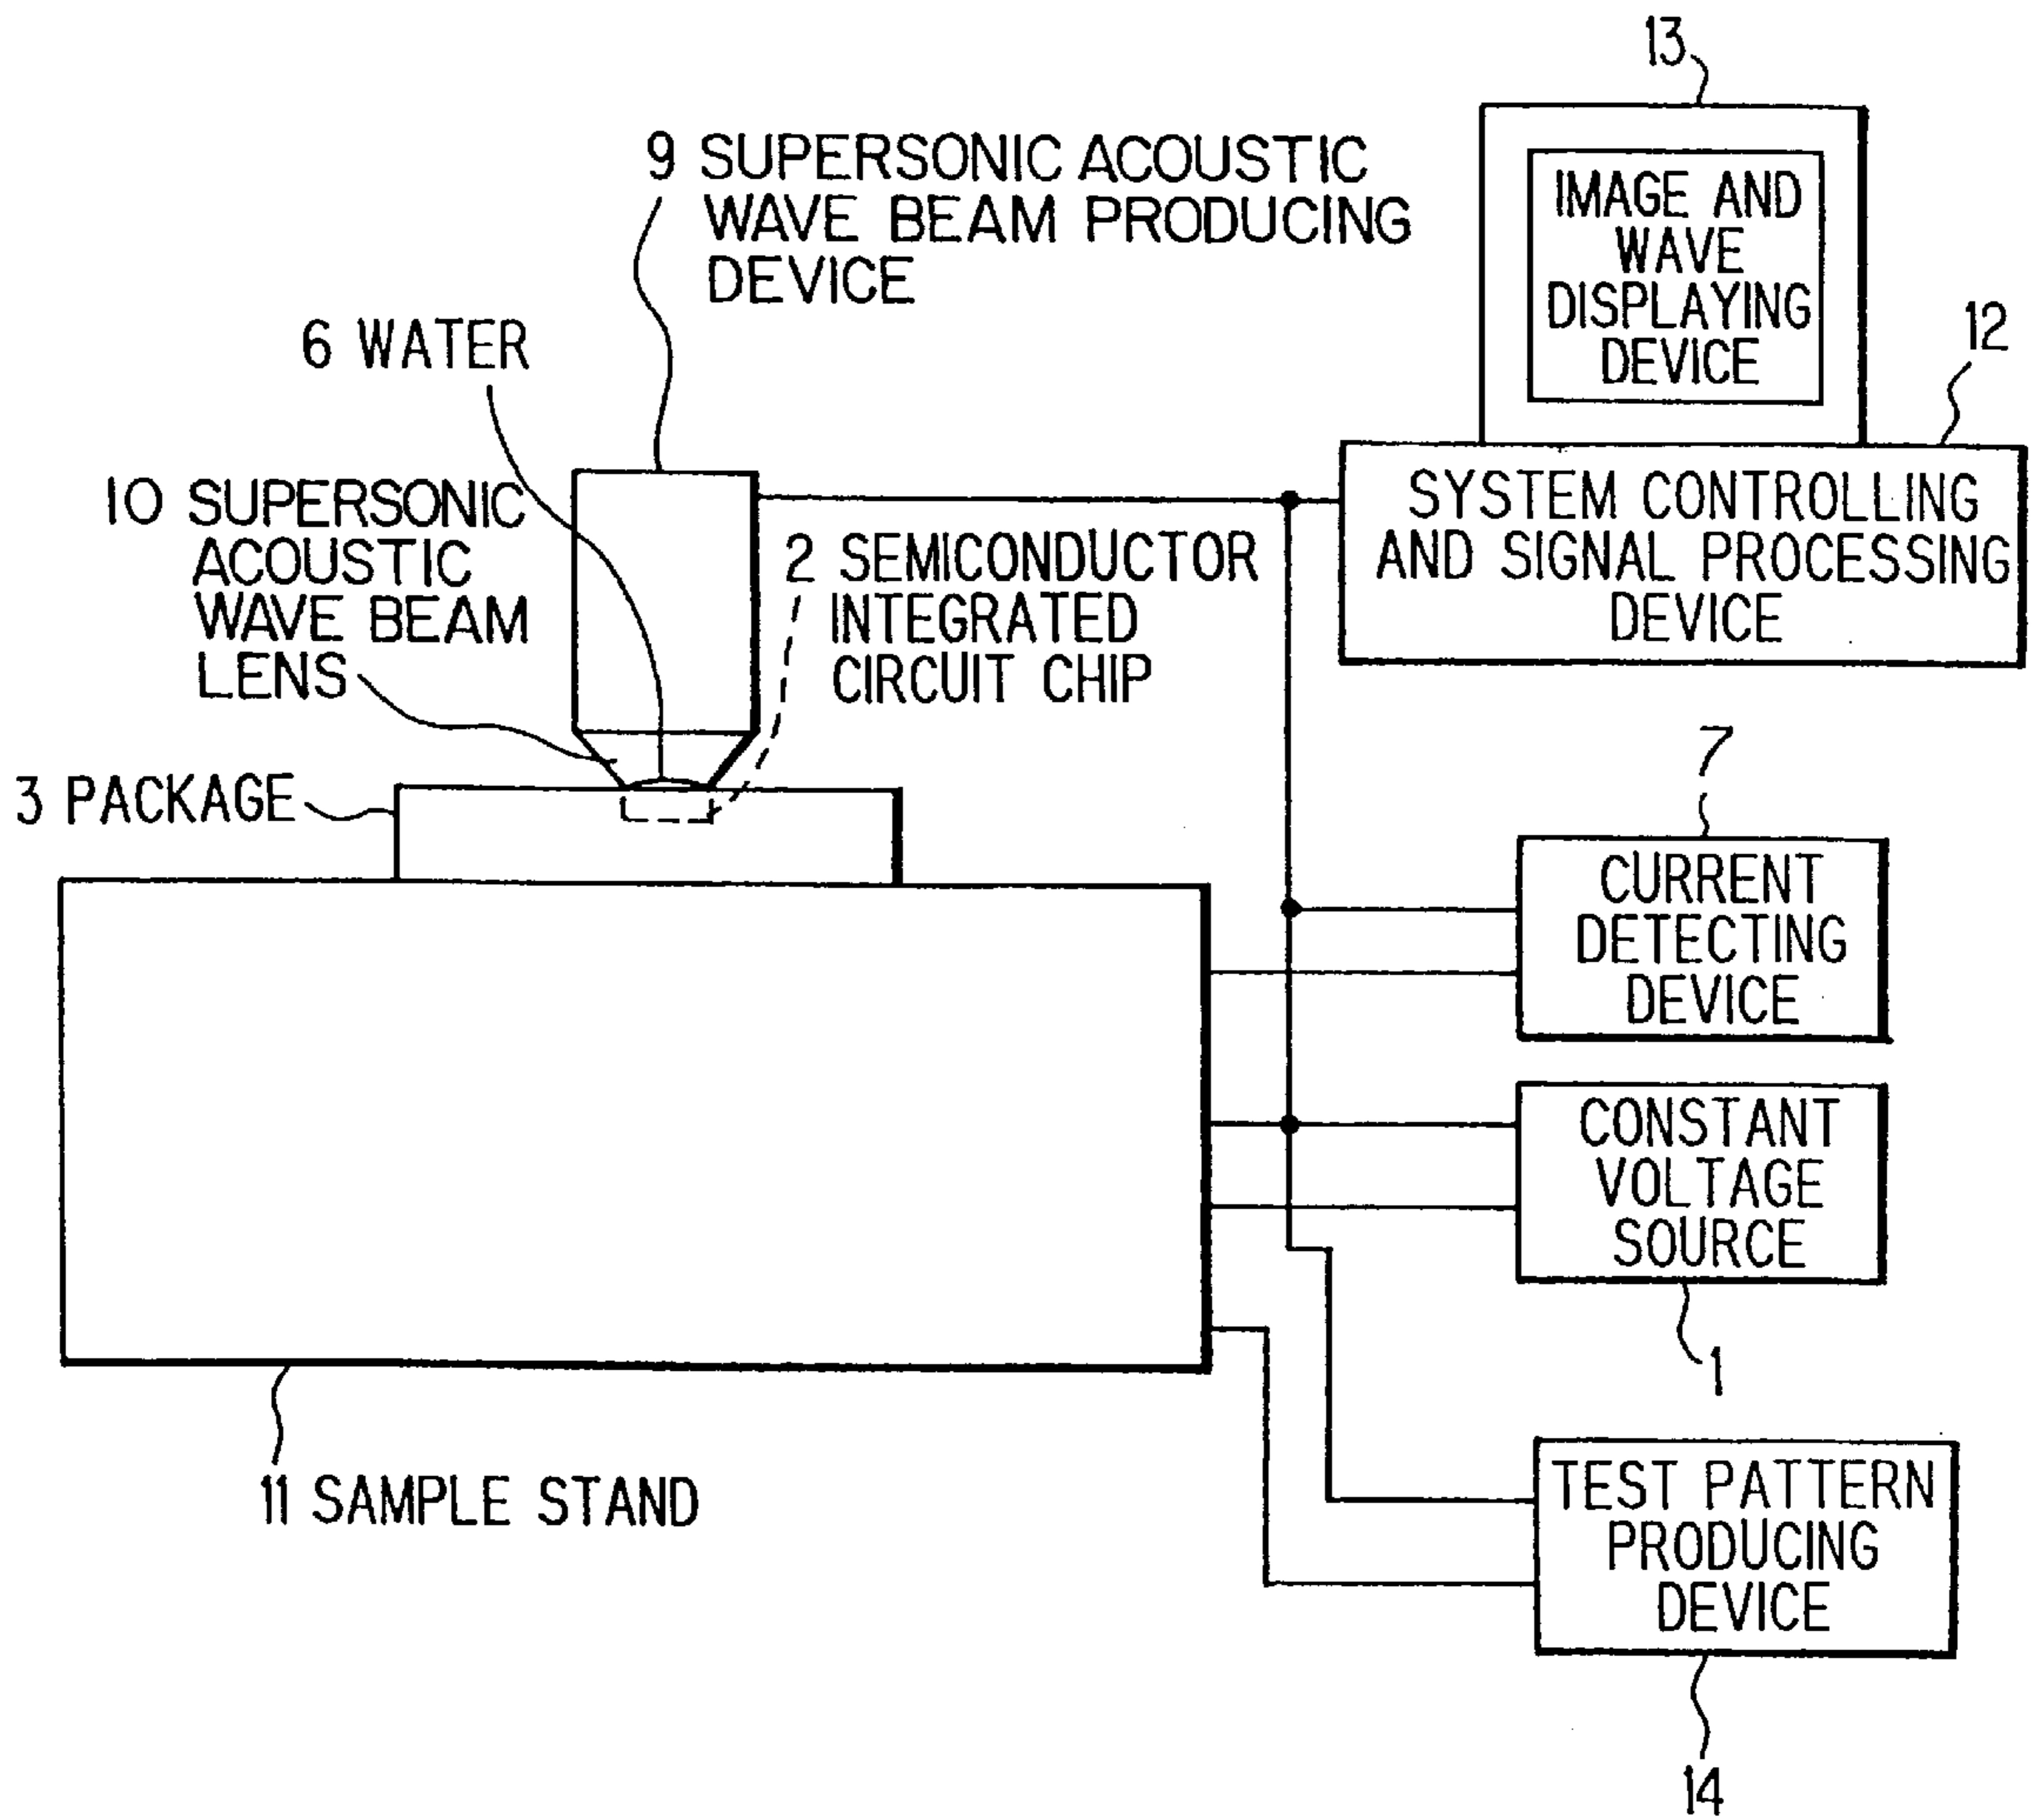 13
9 SUPERSONIC ACOUSTIC
WAVE BEAM PRODUCING
DEVICE
IMAGE AND
WAVE
DISPLAYING
DEVICE
12
6 WATER
10 SUPERSONIC
ACOUSTIC
WAVE BEAM
LENS
2 SEMICONDUCTOR
INTEGRATED
CIRCUIT CHIP
SYSTEM CONTROLLING
AND SIGNAL PROCESSING
DEVICE
3 PACKAGE
7
CURRENT
DETECTING
DEVICE
CONSTANT
VOLTAGE
SOURCE
1
11 SAMPLE STAND
TEST PATTERN
PRODUCING
DEVICE
14